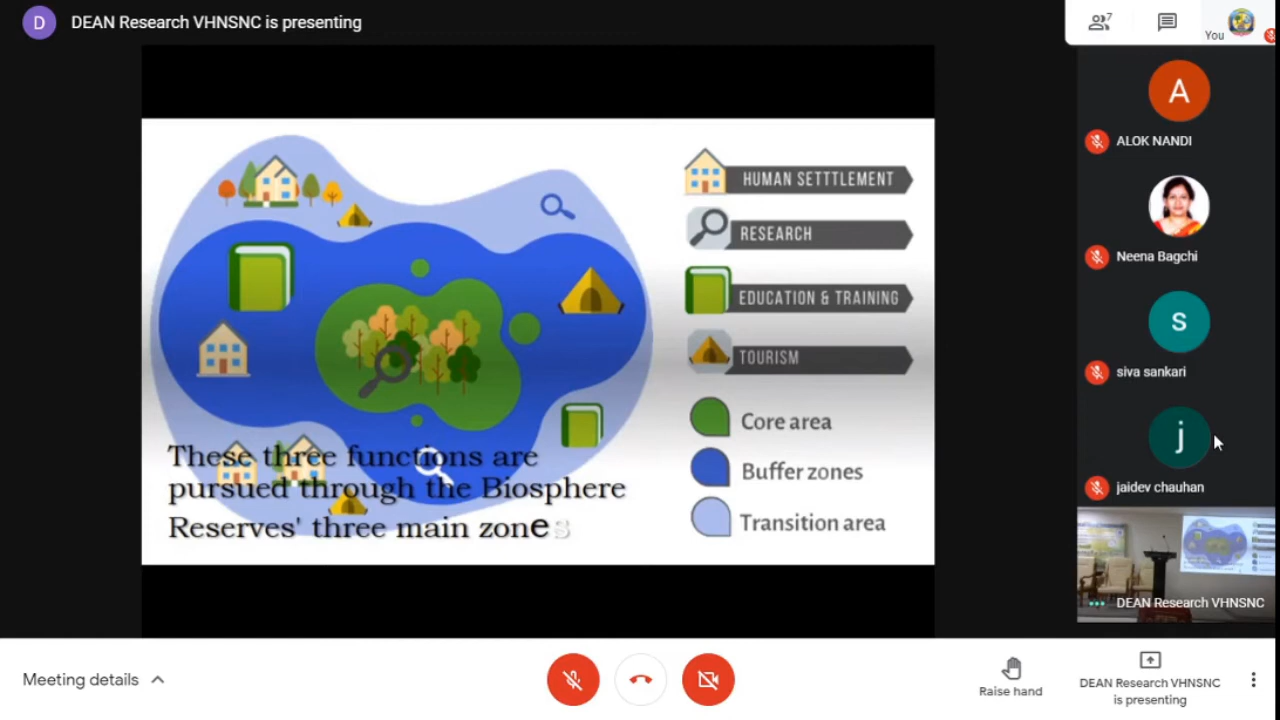 D
DEAN Research VHNSNC is presenting
7
You
A
ALOK NANDI
Neena Bagchi
s
siva sankari
j
jaidev chauhan
DEAN Research VHNSNC
HUMAN SETTTLEMENT
RESEARCH
EDUCATION & TRAINING
TOURISM
Core area
Buffer zones
Transition area
These three functions are
pursued through the Biosphere
Reserves' three main zones
Meeting details
Raise hand
DEAN Research VHNSNC
is presenting